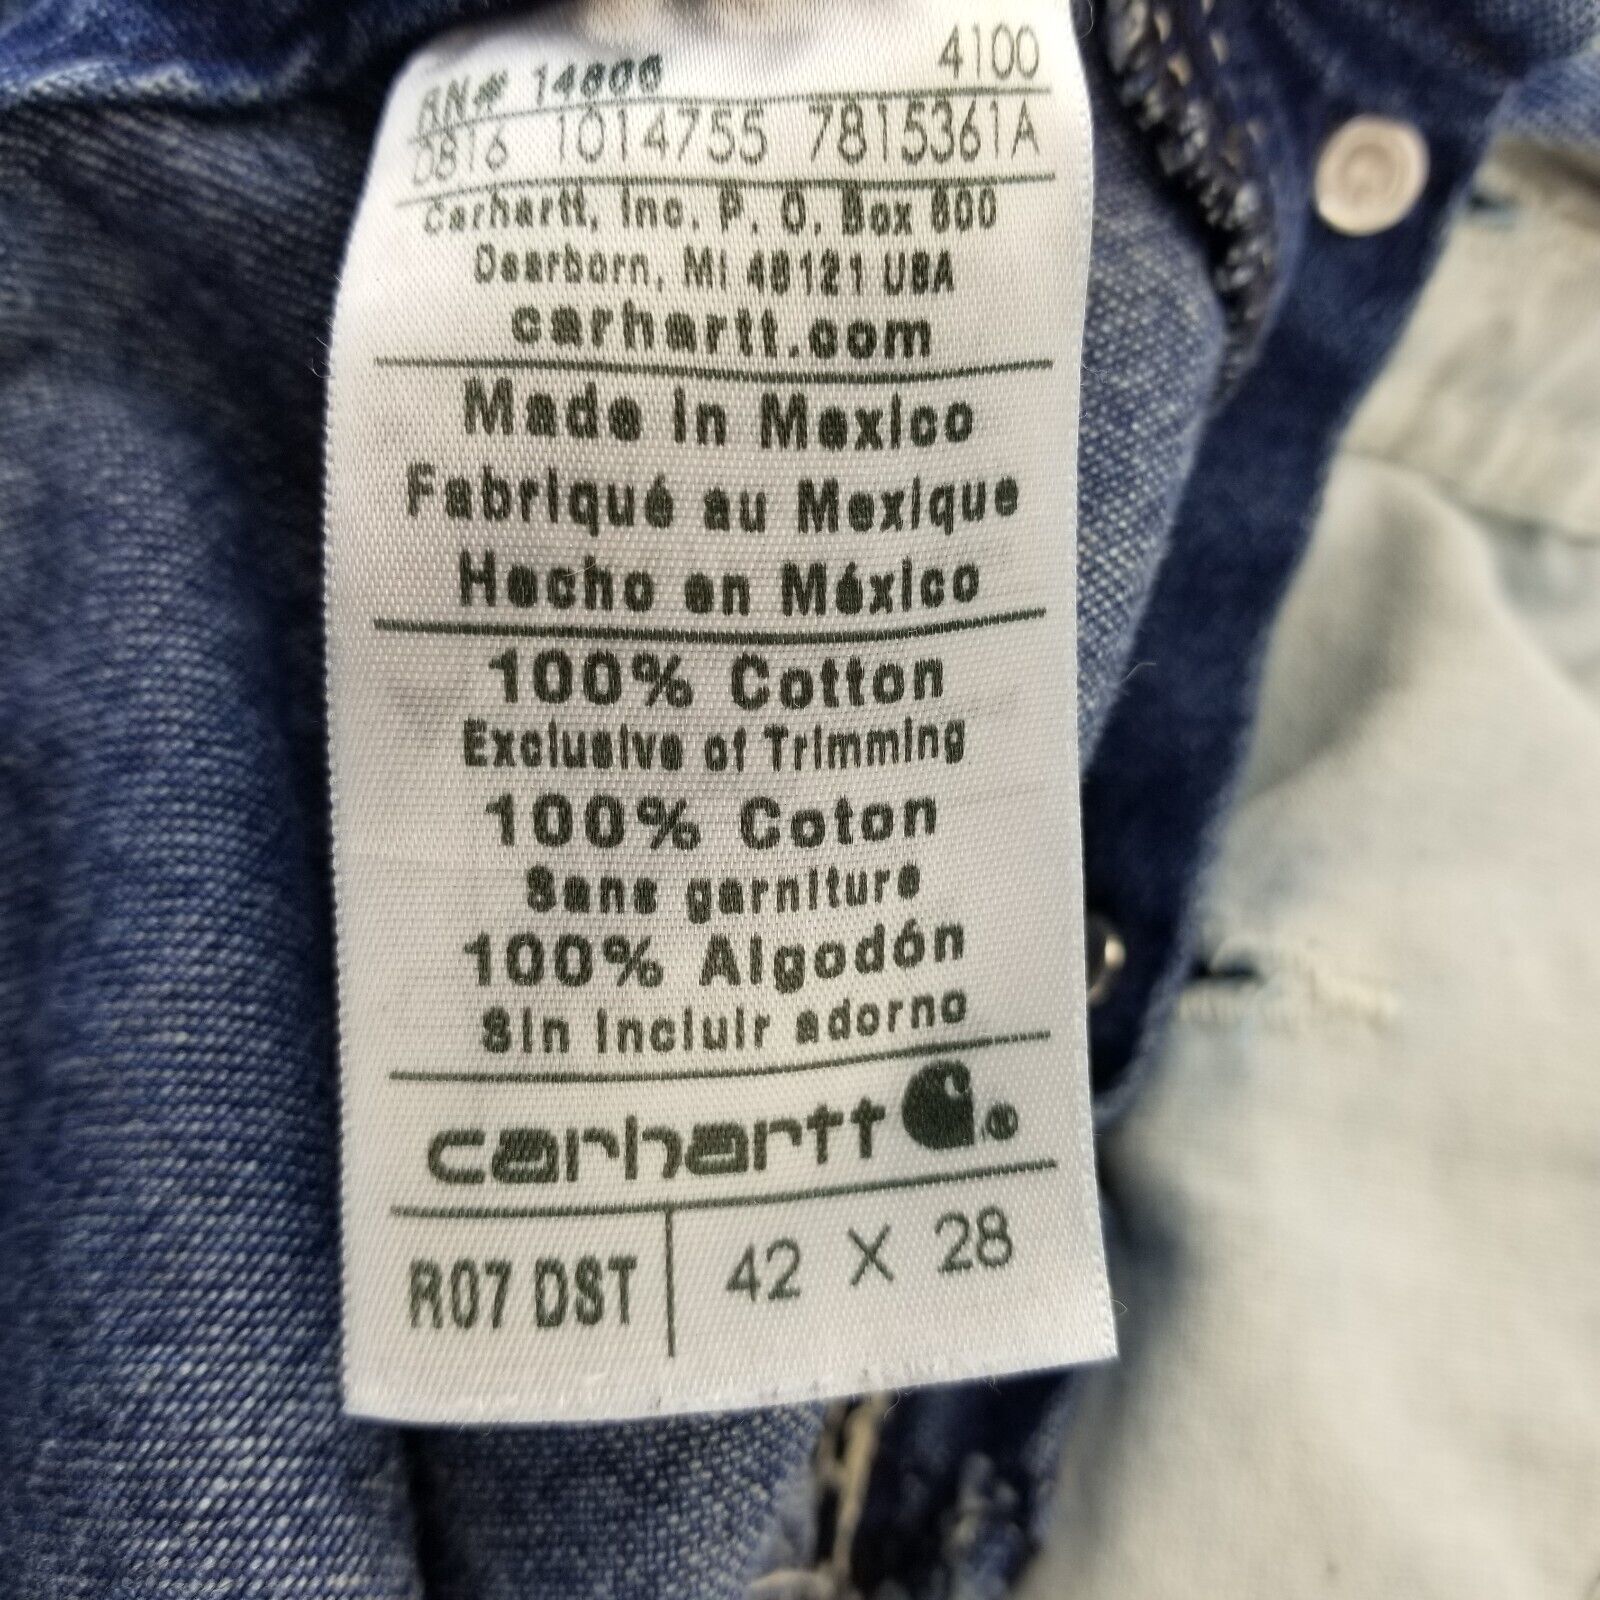 RN# 14806 4100
0816 1014755 7815361A
Carhartt, Inc. P. O. Box 600
Dearborn, MI 48121 USA
carhartt.com
Made in Mexico
Fabriqué au Mexique
Hecho en México
100% Cotton
Exclusive of Trimming
100% Coton
Sans garniture
100% Algodón
Sin incluir adorno
carhartt ®
R07 DST 42 X 28